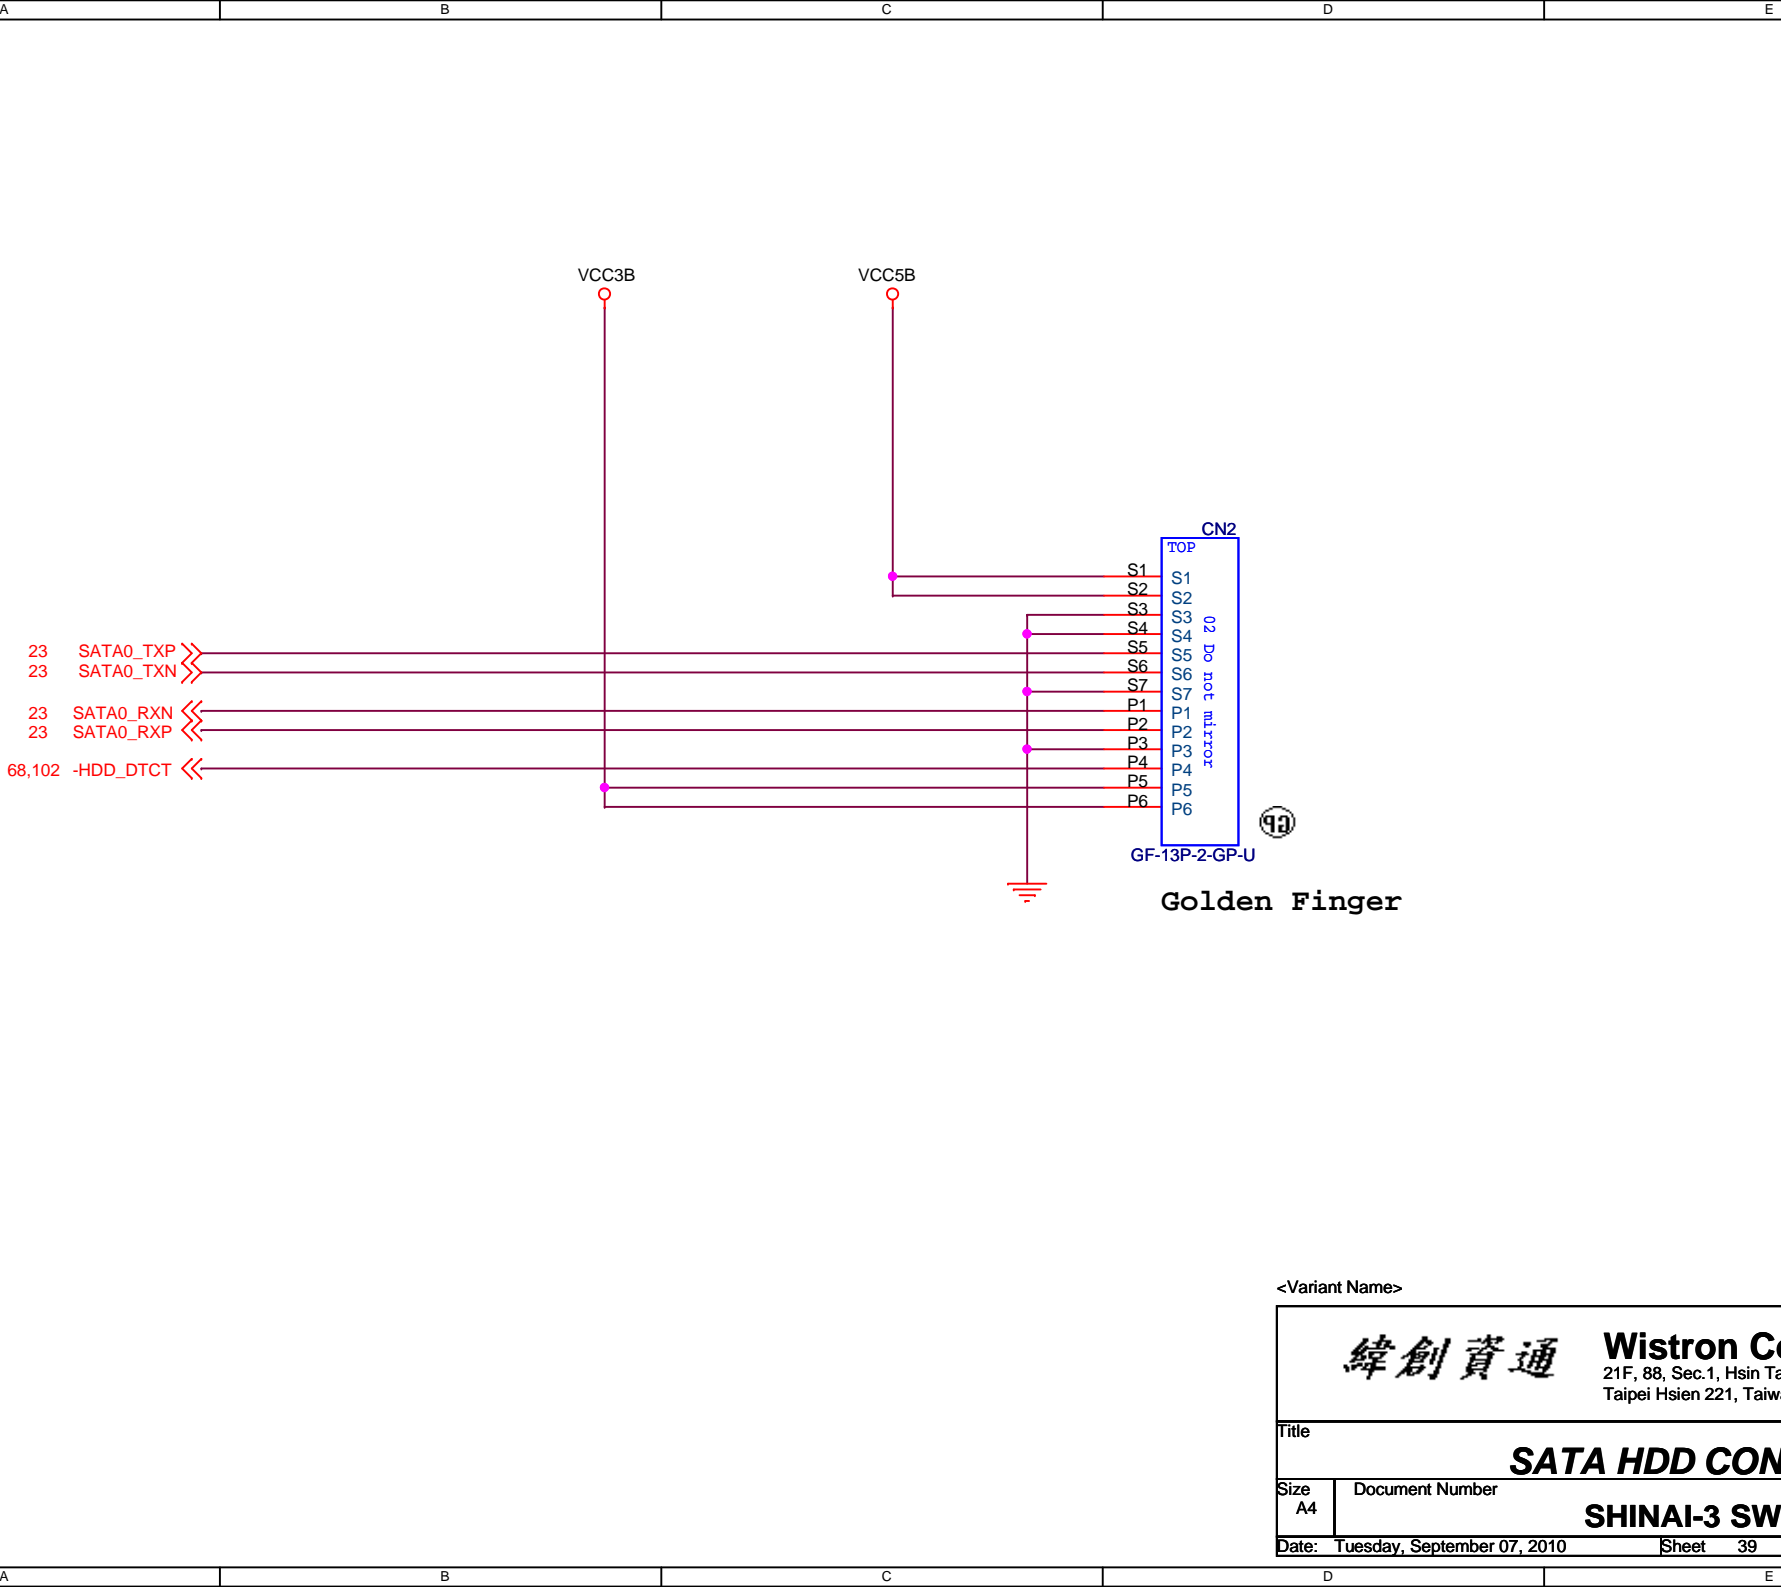 A B C D E
VCC3B
VCC5B
CN2
TOP
S1 S1
S2 S2
S3 S3
S4 S4
S5 S5
S6 S6
S7 S7
P1 P1
P2 P2
P3 P3
P4 P4
P5 P5
P6 P6
02 Do not mirror
23 SATA0_TXP
23 SATA0_TXN
23 SATA0_RXN
23 SATA0_RXP
68,102 -HDD_DTCT
GP
GF-13P-2-GP-U
Golden Finger
<Variant Name>
緯創資通
Wistron Co
21F, 88, Sec.1, Hsin Ta
Taipei Hsien 221, Taiw
Title
SATA HDD CON
Size
A4
Document Number
SHINAI-3 SW
Date: Tuesday, September 07, 2010
Sheet 39
A B C D E